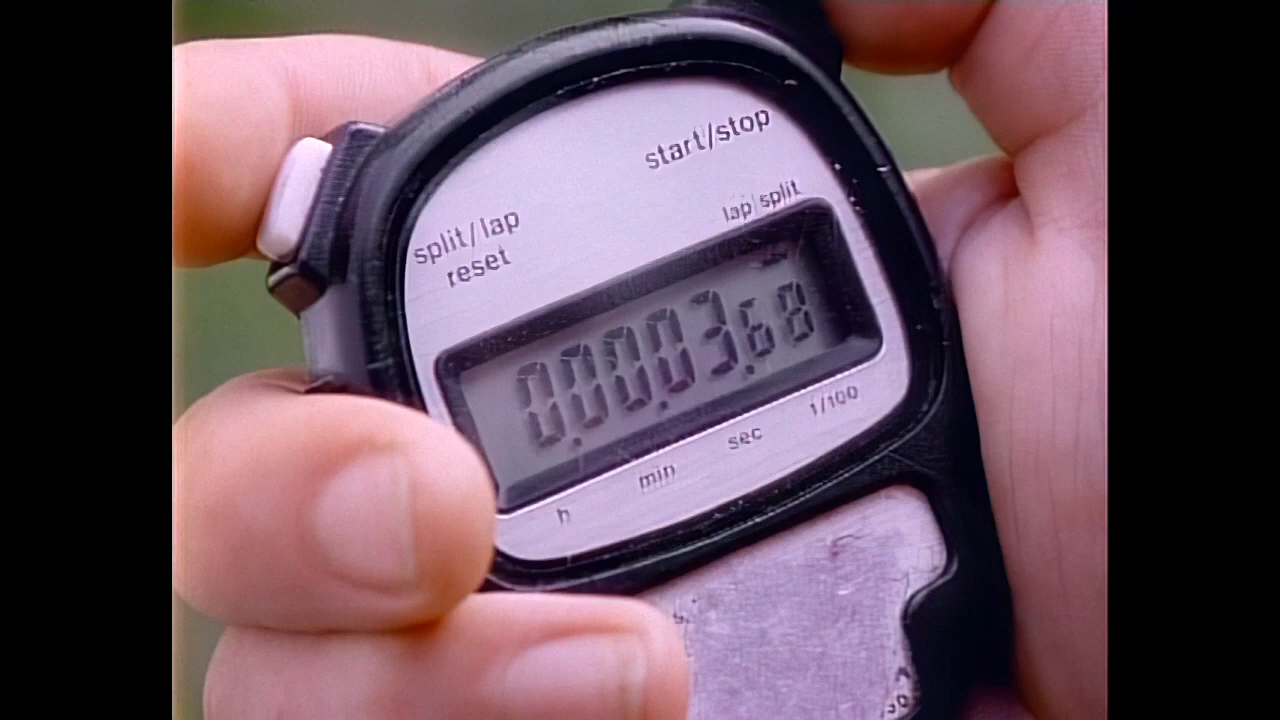 start/stop
lap/split
split/lap
reset
0.00.03.68
h min sec 1/100